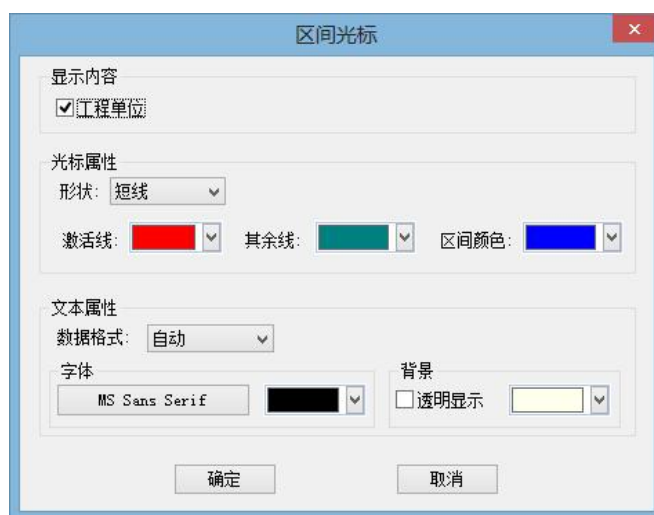 区间光标
显示内容
工程单位
光标属性
形状: 短线
激活线: 其余线: 区间颜色:
文本属性
数据格式: 自动
字体 背景
MS Sans Serif 透明显示
确定 取消